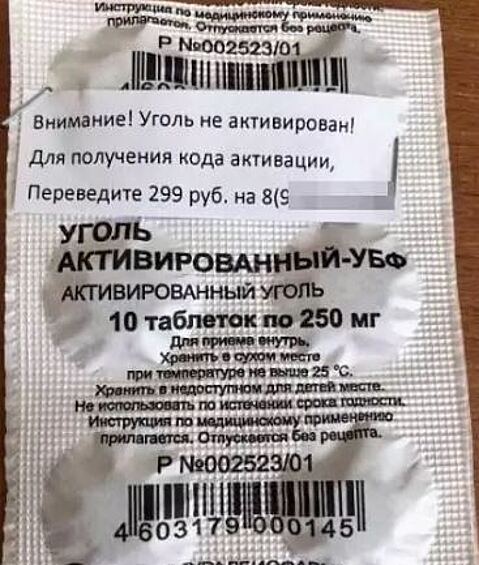 Инструкция по медицинскому применению
прилагается. Отпускается без рецепта.
Р №002523/01
Внимание! Уголь не активирован!
Для получения кода активации,
Переведите 299 руб. на 8(9
УГОЛЬ
АКТИВИРОВАННЫЙ-УБФ
АКТИВИРОВАННЫЙ УГОЛЬ
10 таблеток по 250 мг
Для приема внутрь.
Хранить в сухом месте
при температуре не выше 25 °С.
Хранить в недоступном для детей месте.
Не использовать по истечении срока годности.
Инструкция по медицинскому применению
прилагается. Отпускается без рецепта.
Р №002523/01
4 603179 000145